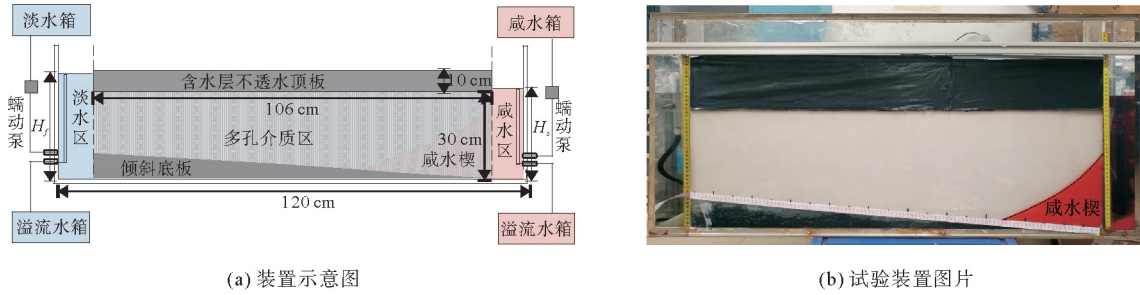 淡水箱
咸水箱
含水层不透水顶板
10 cm
淡水区
106 cm
咸水区
蠕动泵
H_f
多孔介质区
30 cm
咸水楔
H_s
蠕动泵
倾斜底板
120 cm
溢流水箱
溢流水箱
咸水楔
(a) 装置示意图
(b) 试验装置图片